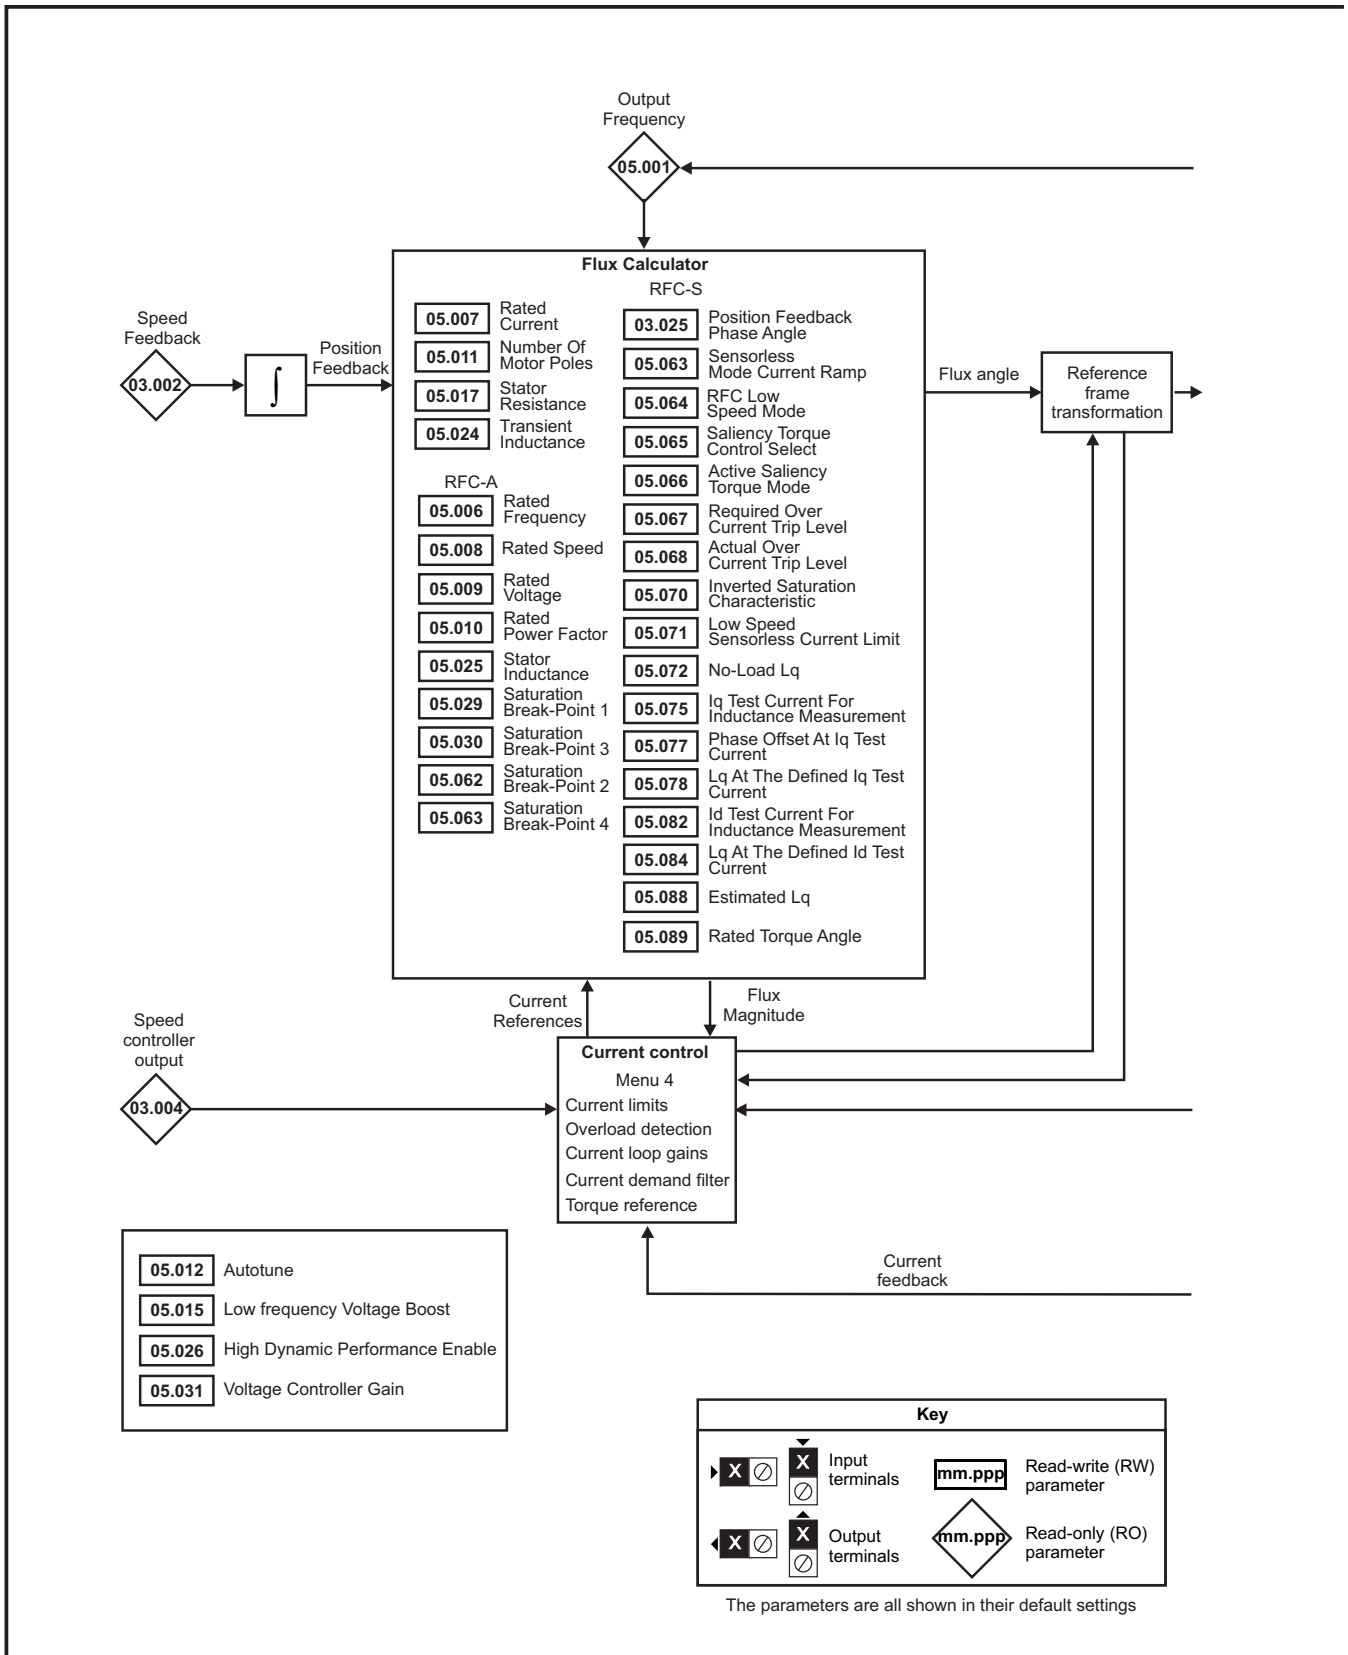 Output
Frequency
05.001
Flux Calculator
Speed
Feedback
03.002
∫
Position
Feedback
05.007 Rated
Current
05.011 Number Of
Motor Poles
05.017 Stator
Resistance
05.024 Transient
Inductance
RFC-A
05.006 Rated
Frequency
05.008 Rated Speed
05.009 Rated
Voltage
05.010 Rated
Power Factor
05.025 Stator
Inductance
05.029 Saturation
Break-Point 1
05.030 Saturation
Break-Point 3
05.062 Saturation
Break-Point 2
05.063 Saturation
Break-Point 4
RFC-S
03.025 Position Feedback
Phase Angle
05.063 Sensorless
Mode Current Ramp
05.064 RFC Low
Speed Mode
05.065 Saliency Torque
Control Select
05.066 Active Saliency
Torque Mode
05.067 Required Over
Current Trip Level
05.068 Actual Over
Current Trip Level
05.070 Inverted Saturation
Characteristic
05.071 Low Speed
Sensorless Current Limit
05.072 No-Load Lq
05.075 Iq Test Current For
Inductance Measurement
05.077 Phase Offset At Iq Test
Current
05.078 Lq At The Defined Iq Test
Current
05.082 Id Test Current For
Inductance Measurement
05.084 Lq At The Defined Id Test
Current
05.088 Estimated Lq
05.089 Rated Torque Angle
Flux angle
Reference
frame
transformation
Current
References
Flux
Magnitude
Speed
controller
output
03.004
Current control
Menu 4
Current limits
Overload detection
Current loop gains
Current demand filter
Torque reference
Current
feedback
05.012 Autotune
05.015 Low frequency Voltage Boost
05.026 High Dynamic Performance Enable
05.031 Voltage Controller Gain
Key
X X Input
terminals
mm.ppp Read-write (RW)
parameter
X X Output
terminals
mm.ppp Read-only (RO)
parameter
The parameters are all shown in their default settings